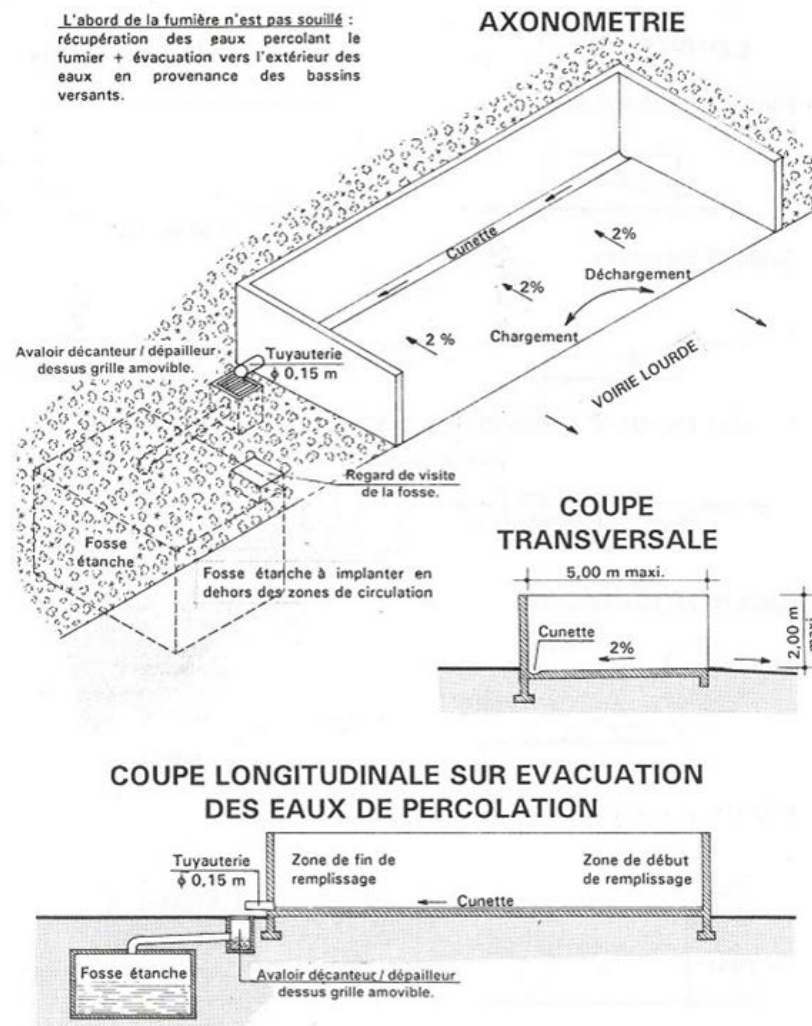 L'abord de la fumière n'est pas souillé :
récupération des eaux percolant le
fumier + évacuation vers l'extérieur des
eaux en provenance des bassins
versants.
AXONOMETRIE
Cunette
2%
2%
2 %
Déchargement
Chargement
VOIRIE LOURDE
Avaloir décanteur / dépailleur
dessus grille amovible.
Tuyauterie
ϕ 0,15 m
Regard de visite
de la fosse.
Fosse
étanche
Fosse étanche à implanter en
dehors des zones de circulation
COUPE
TRANSVERSALE
5,00 m maxi.
Cunette
2%
2,00 m
maxi.
COUPE LONGITUDINALE SUR EVACUATION
DES EAUX DE PERCOLATION
Tuyauterie
ϕ 0,15 m
Zone de fin de
remplissage
Zone de début
de remplissage
Cunette
Fosse étanche
Avaloir décanteur / dépailleur
dessus grille amovible.